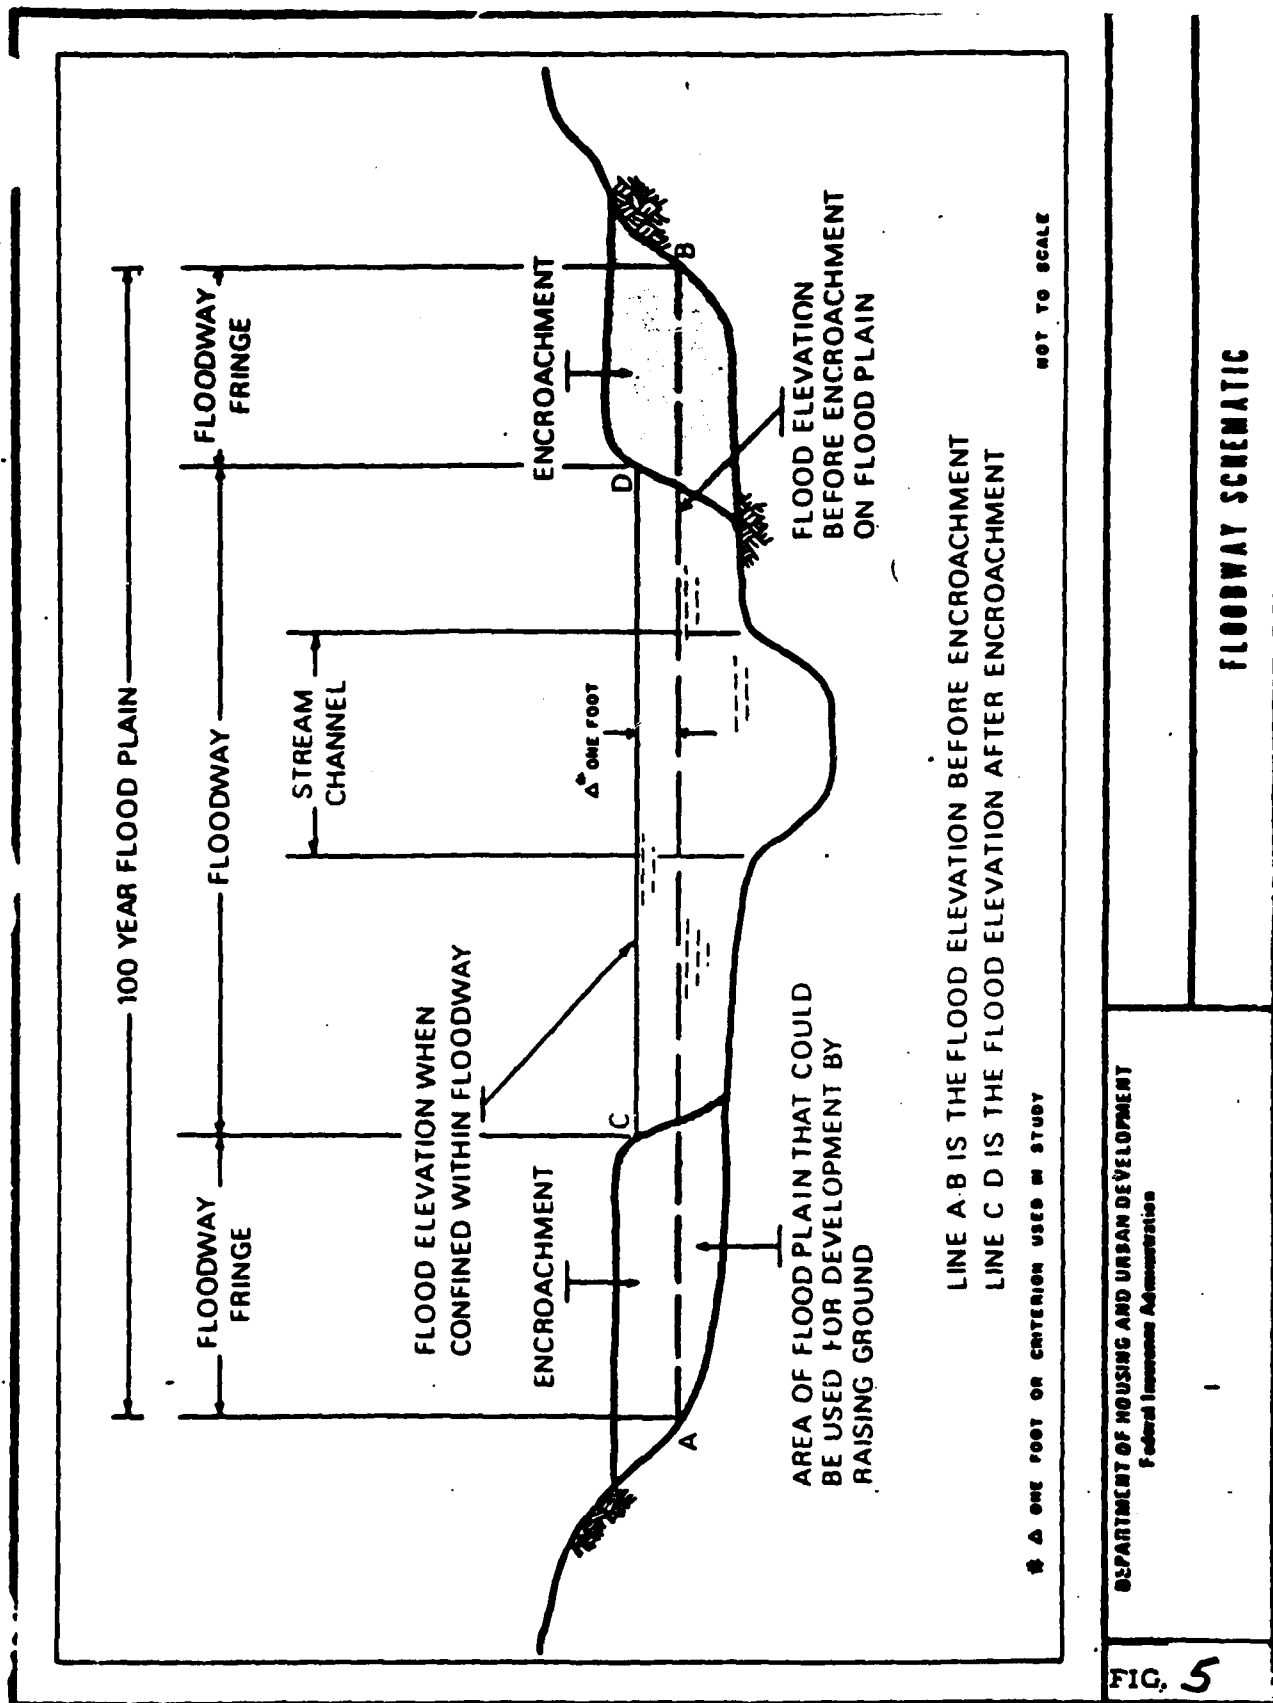 100 YEAR FLOOD PLAIN
FLOODWAY
FRINGE
FLOODWAY
FLOODWAY
FRINGE
STREAM
CHANNEL
FLOOD ELEVATION WHEN
CONFINED WITHIN FLOODWAY
ENCROACHMENT
Δ* ONE FOOT
ENCROACHMENT
C
D
A
B
AREA OF FLOOD PLAIN THAT COULD
BE USED FOR DEVELOPMENT BY
RAISING GROUND
FLOOD ELEVATION
BEFORE ENCROACHMENT
ON FLOOD PLAIN
LINE A·B IS THE FLOOD ELEVATION BEFORE ENCROACHMENT
LINE C D IS THE FLOOD ELEVATION AFTER ENCROACHMENT
* Δ ONE FOOT OR CRITERION USED IN STUDY
NOT TO SCALE
FIG. 5
DEPARTMENT OF HOUSING AND URBAN DEVELOPMENT
Federal Insurance Administration
FLOODWAY SCHEMATIC